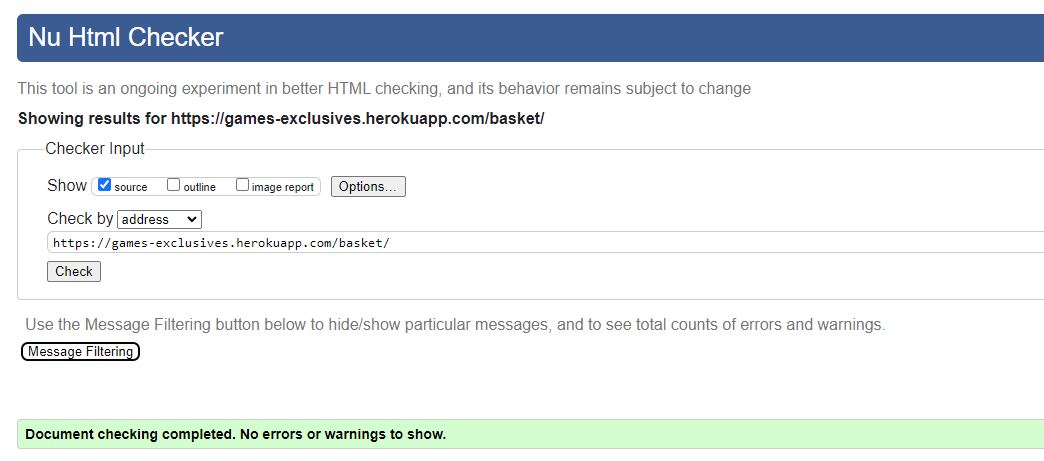 Nu Html Checker
This tool is an ongoing experiment in better HTML checking, and its behavior remains subject to change
Showing results for https://games-exclusives.herokuapp.com/basket/
Checker Input
Show source outline image report Options...
Check by address
https://games-exclusives.herokuapp.com/basket/
Check
Use the Message Filtering button below to hide/show particular messages, and to see total counts of errors and warnings.
Message Filtering
Document checking completed. No errors or warnings to show.